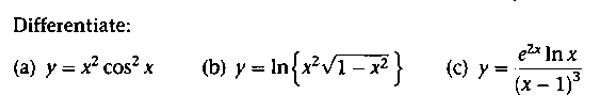 Differentiate:
(a) y = x² cos² x (b) y = ln{x²√(1 – x²)} (c) y = (e²ˣ ln x)/(x – 1)³